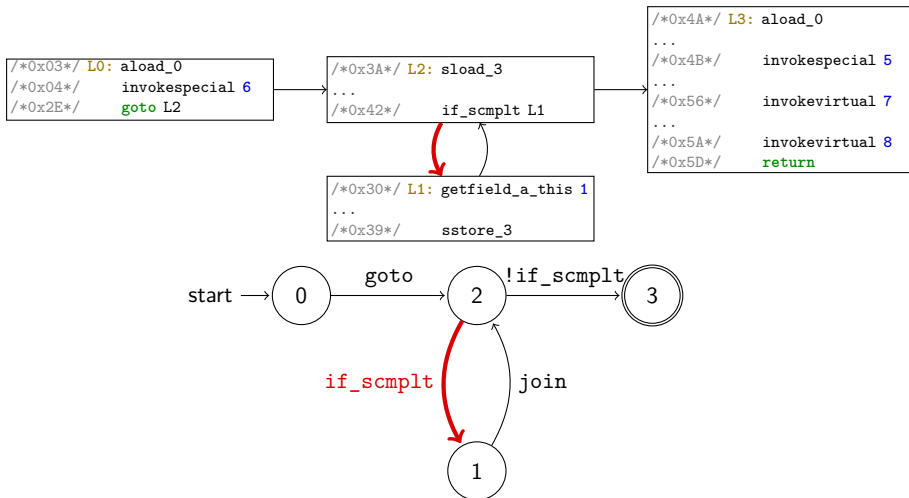 /*0x03*/ L0: aload_0
/*0x04*/ invokespecial 6
/*0x2E*/ goto L2
/*0x3A*/ L2: sload_3
...
/*0x42*/ if_scmplt L1
/*0x4A*/ L3: aload_0
...
/*0x4B*/ invokespecial 5
...
/*0x56*/ invokevirtual 7
...
/*0x5A*/ invokevirtual 8
/*0x5D*/ return
/*0x30*/ L1: getfield_a_this 1
...
/*0x39*/ sstore_3
start
0
goto
2
!if_scmplt
3
if_scmplt
join
1